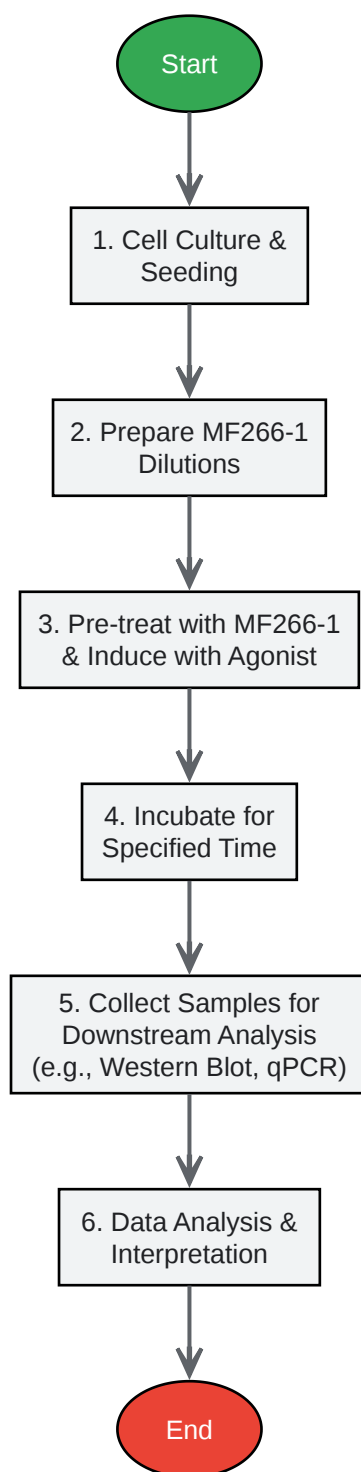 Start
1. Cell Culture &
Seeding
2. Prepare MF266-1
Dilutions
3. Pre-treat with MF266-1
& Induce with Agonist
4. Incubate for
Specified Time
5. Collect Samples for
Downstream Analysis
(e.g., Western Blot, qPCR)
6. Data Analysis &
Interpretation
End